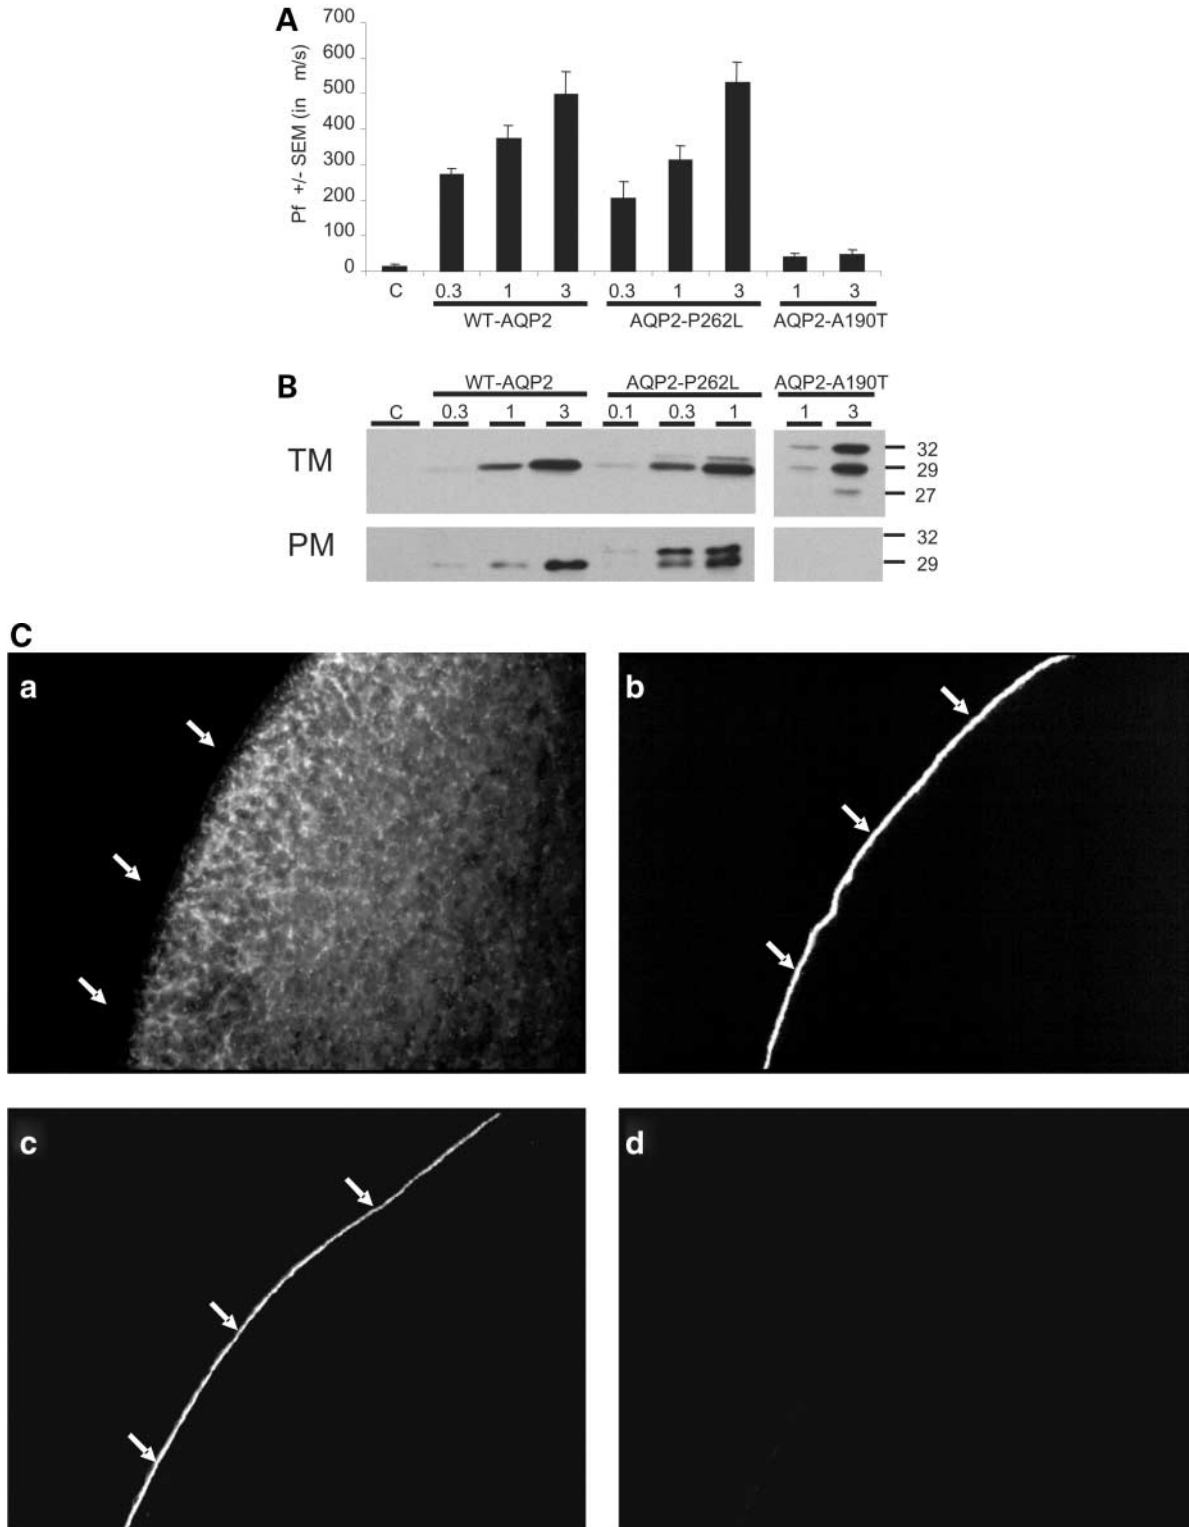 A
700
600
500
400
300
200
100
0
Pf +/- SEM (in m/s)
C 0.3 1 3 0.3 1 3 1 3
WT-AQP2 AQP2-P262L AQP2-A190T
B
WT-AQP2 AQP2-P262L AQP2-A190T
C 0.3 1 3 0.1 0.3 1 1 3
TM
32
29
27
PM
32
29
C
a
b
c
d